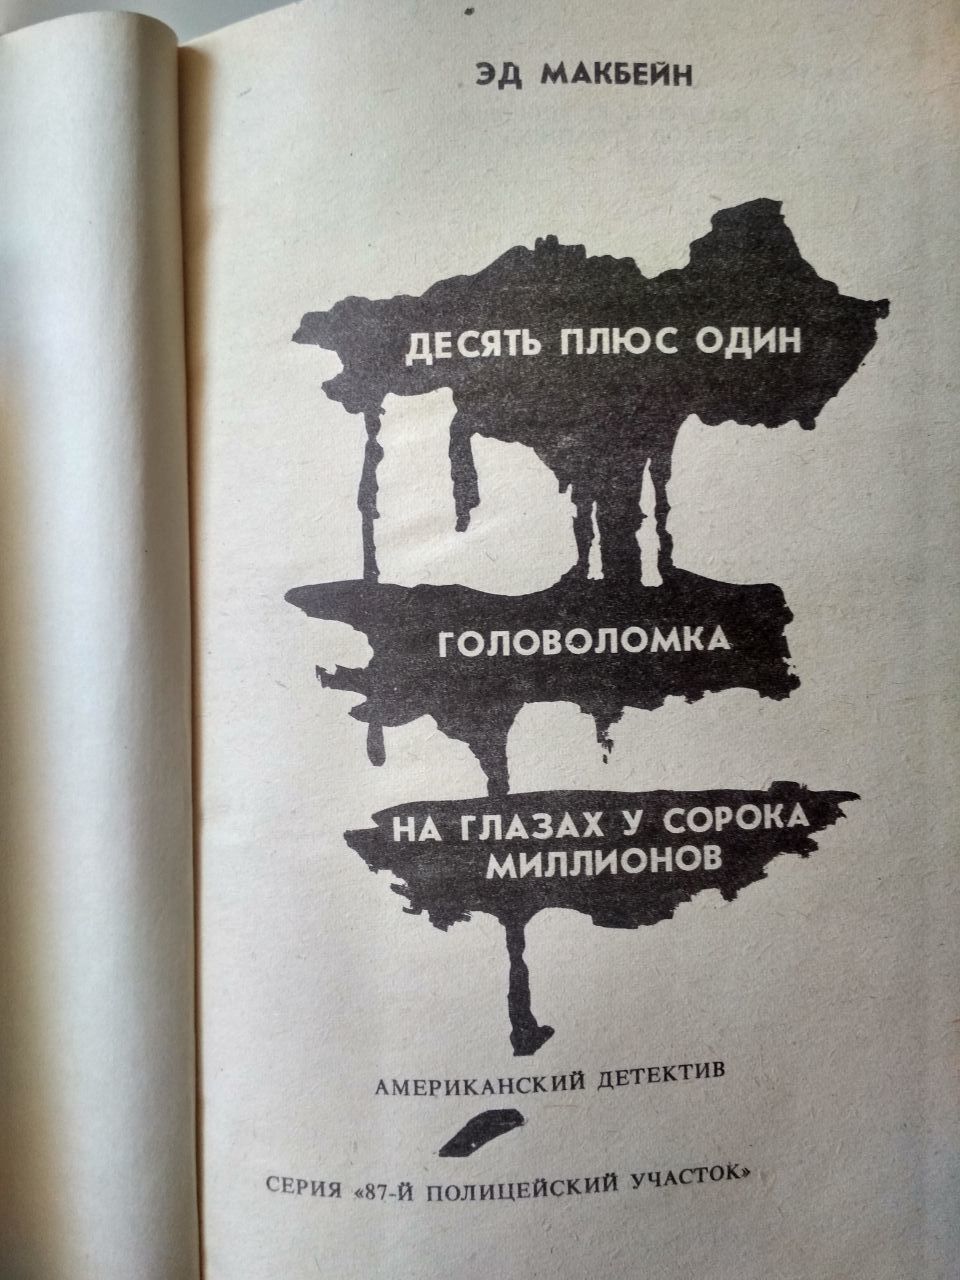 ЭД МАКБЕЙН
ДЕСЯТЬ ПЛЮС ОДИН
ГОЛОВОЛОМКА
НА ГЛАЗАХ У СОРОКА
МИЛЛИОНОВ
АМЕРИКАНСКИЙ ДЕТЕКТИВ
СЕРИЯ «87-Й ПОЛИЦЕЙСКИЙ УЧАСТОК»